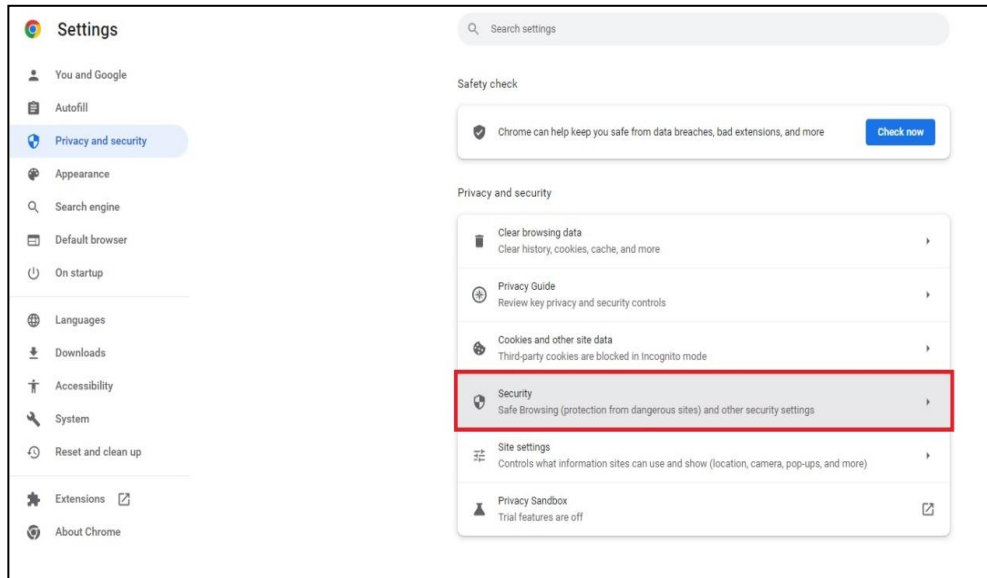 Settings
Search settings
You and Google
Autofill
Privacy and security
Appearance
Search engine
Default browser
On startup
Languages
Downloads
Accessibility
System
Reset and clean up
Extensions
About Chrome
Safety check
Chrome can help keep you safe from data breaches, bad extensions, and more
Check now
Privacy and security
Clear browsing data
Clear history, cookies, cache, and more
Privacy Guide
Review key privacy and security controls
Cookies and other site data
Third-party cookies are blocked in Incognito mode
Security
Safe Browsing (protection from dangerous sites) and other security settings
Site settings
Controls what information sites can use and show (location, camera, pop-ups, and more)
Privacy Sandbox
Trial features are off